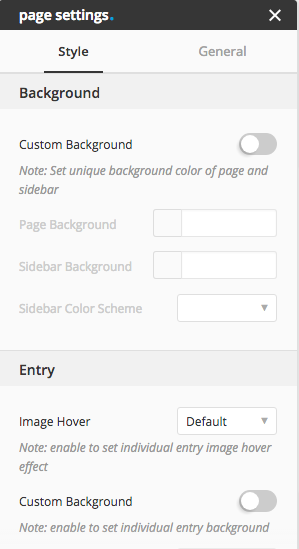 page settings.
Style
General
Background
Custom Background
Note: Set unique background color of page and
sidebar
Page Background
Sidebar Background
Sidebar Color Scheme
Entry
Image Hover
Default
Note: enable to set individual entry image hover
effect
Custom Background
Note: enable to set individual entry background